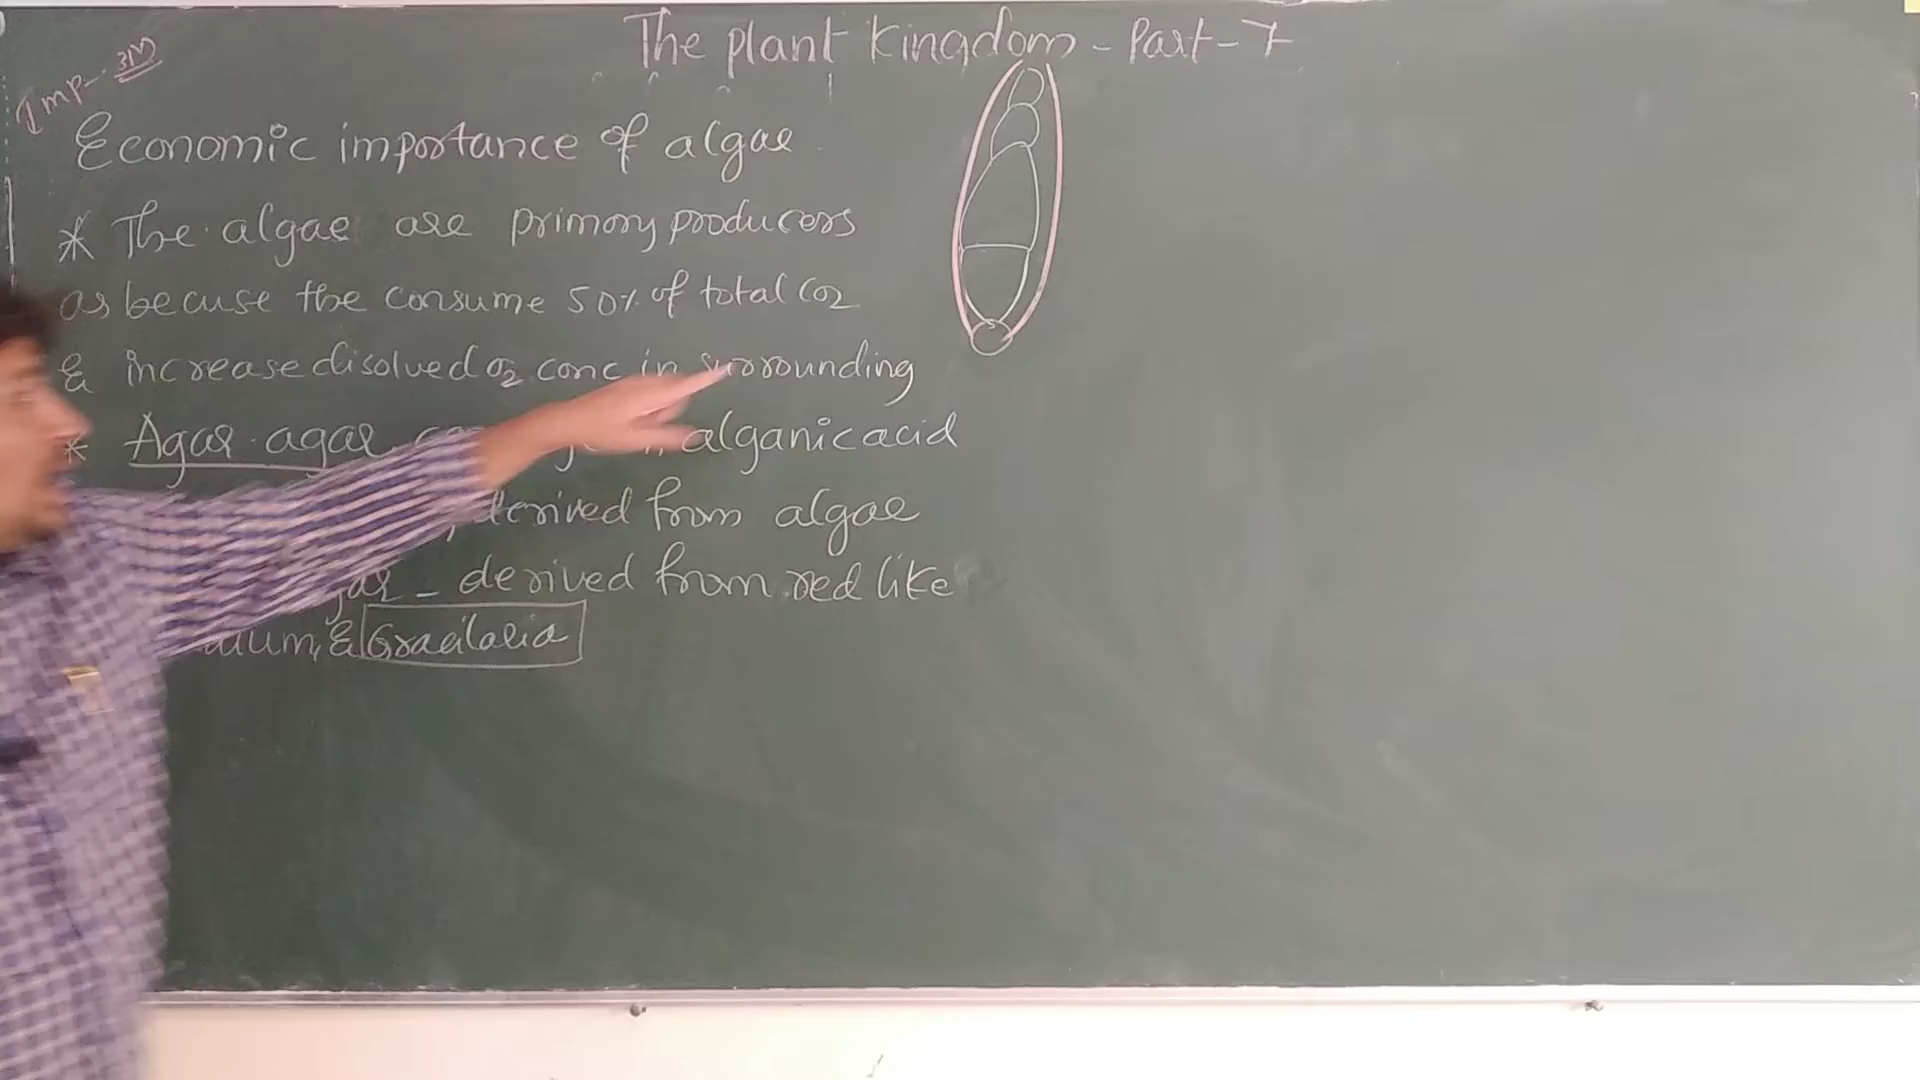 The plant kingdom - Part - 7
Imp - 3M
Economic importance of algae
* The algae are primary producers
as becuse the consume 50% of total CO2
& increase disolved O2 conc in surrounding
* Agar-agar alganic acid
derived from algae
- derived from red like
& Gracilaria